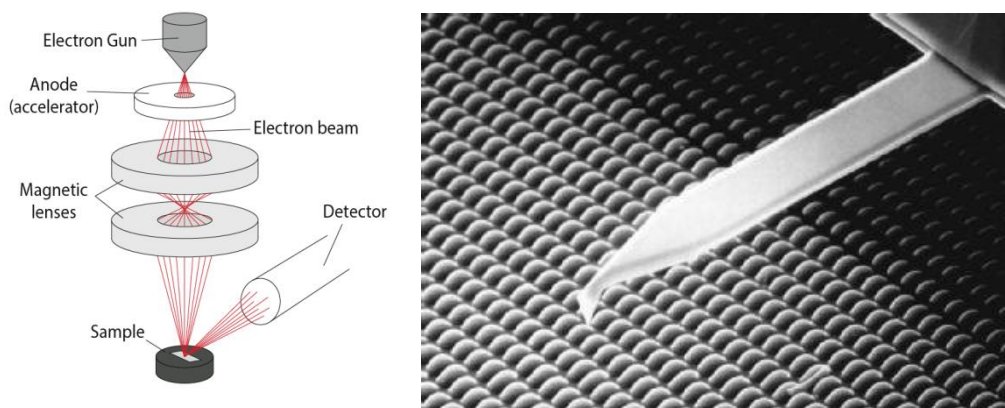 Electron Gun
Anode
(accelerator)
Electron beam
Magnetic
lenses
Detector
Sample